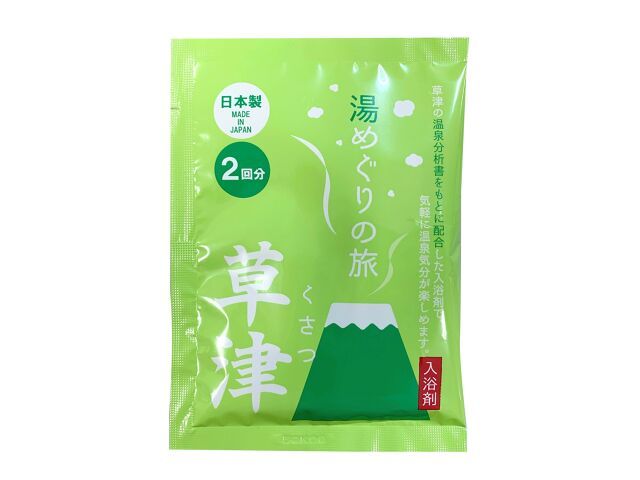 日本製
MADE
IN
JAPAN
2回分
湯めぐりの旅
草津の温泉分析書をもとに配合した入浴剤で
気軽に温泉気分が楽しめます。
草津
くさつ
入浴剤